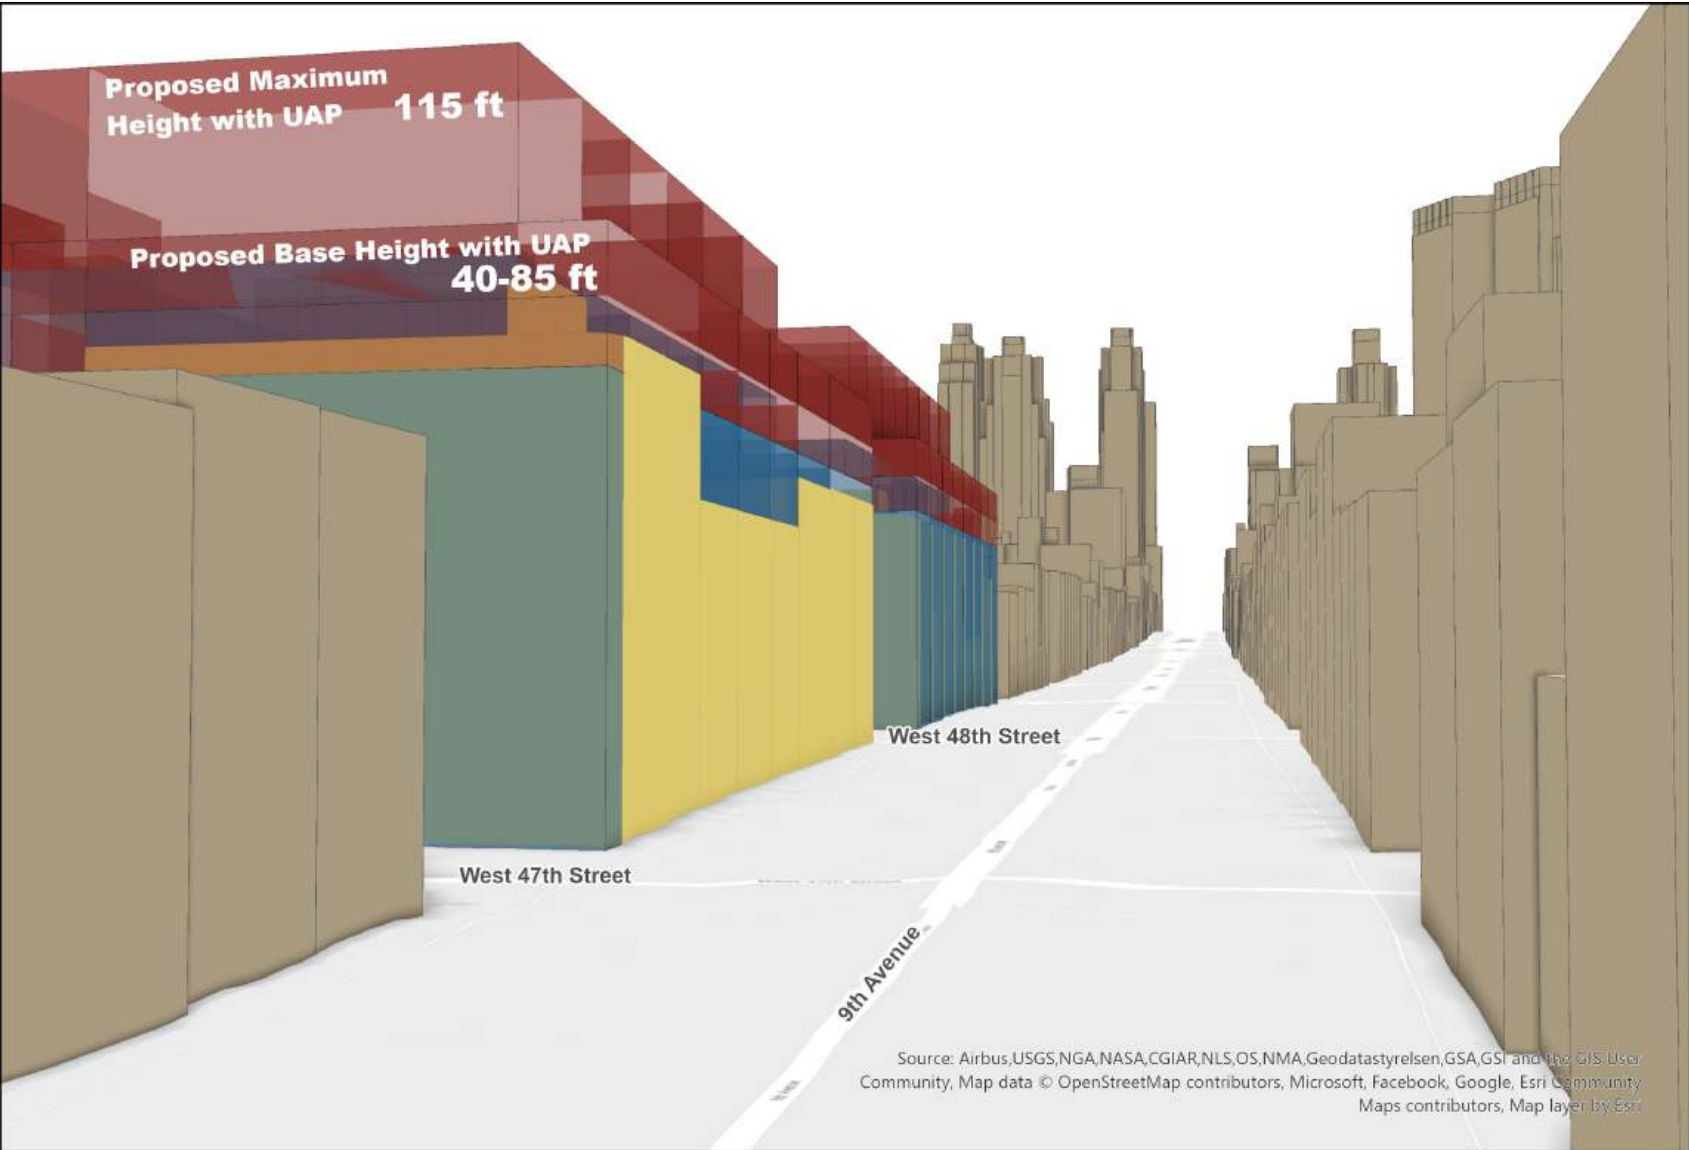 Proposed Maximum
Height with UAP 115 ft
Proposed Base Height with UAP
40-85 ft
West 48th Street
West 47th Street
9th Avenue
Source: Airbus,USGS,NGA,NASA,CGIAR,NLS,OS,NMA,Geodatastyrelsen,GSA,GSI and the GIS User
Community, Map data © OpenStreetMap contributors, Microsoft, Facebook, Google, Esri Community
Maps contributors, Map layer by Esri